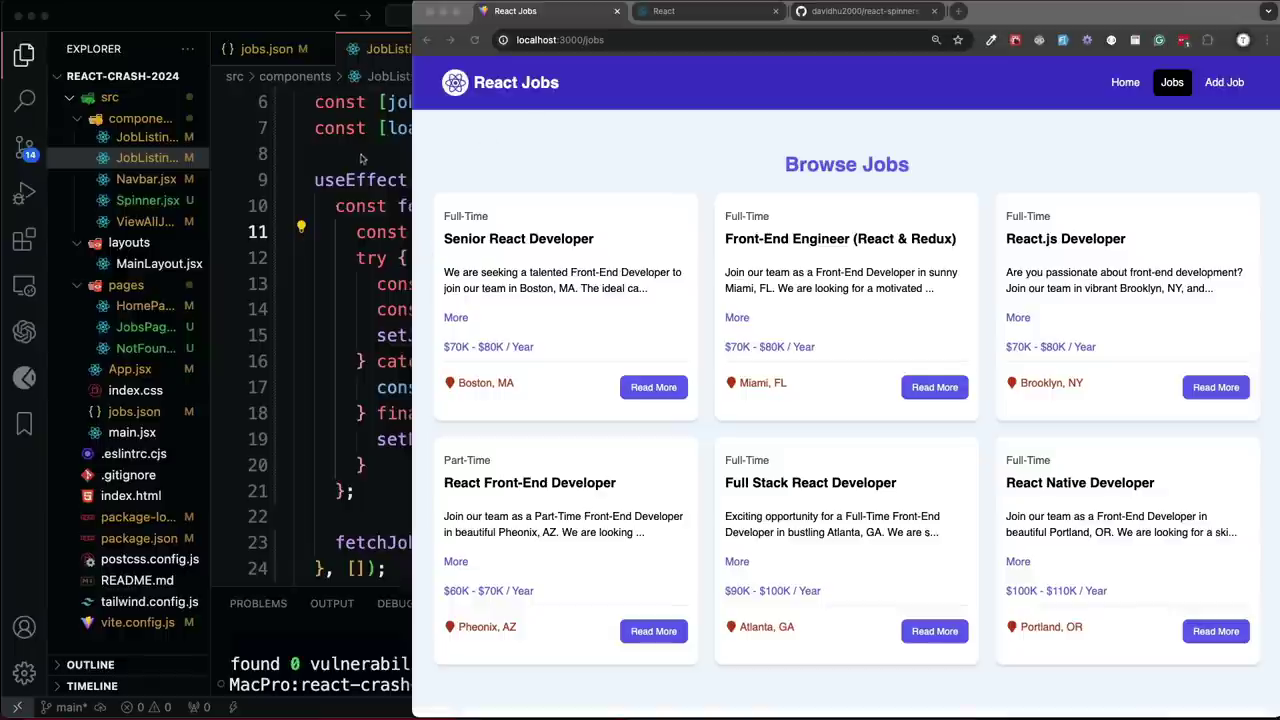 React Jobs
React
davidhu2000/react-spinners
localhost:3000/jobs
EXPLORER
REACT-CRASH-2024
src
compone...
JobListin... M
JobListin... M
Navbar.jsx M
Spinner.jsx U
ViewAllJ... M
layouts
MainLayout.jsx
pages
HomePa... M
JobsPag... U
NotFoun... U
App.jsx M
index.css
{} jobs.json M
main.jsx
.eslintrc.cjs
.gitignore
index.html
package-lo... M
package.json M
postcss.config.js
README.md
tailwind.config.js
vite.config.js M
OUTLINE
TIMELINE
14
main*
0 0
0
{} jobs.json M
JobListin
src > components >
6 const [jo
7 const [loa
8
9 useEffect
10 const fe
11 const
12 try {
13 cons
14 cons
15 set
16 } catc
17 cons
18 } fina
19 set
20 }
21 };
22
23 fetchJo
24 }, []);
PROBLEMS OUTPUT DEBU
found 0 vulnerabil
MacPro:react-crash
React Jobs
Home
Jobs
Add Job
Browse Jobs
Full-Time
Senior React Developer
We are seeking a talented Front-End Developer to
join our team in Boston, MA. The ideal ca...
More
$70K - $80K / Year
Boston, MA
Read More
Full-Time
Front-End Engineer (React & Redux)
Join our team as a Front-End Developer in sunny
Miami, FL. We are looking for a motivated ...
More
$70K - $80K / Year
Miami, FL
Read More
Full-Time
React.js Developer
Are you passionate about front-end development?
Join our team in vibrant Brooklyn, NY, and...
More
$70K - $80K / Year
Brooklyn, NY
Read More
Part-Time
React Front-End Developer
Join our team as a Part-Time Front-End Developer
in beautiful Pheonix, AZ. We are looking ...
More
$60K - $70K / Year
Pheonix, AZ
Read More
Full-Time
Full Stack React Developer
Exciting opportunity for a Full-Time Front-End
Developer in bustling Atlanta, GA. We are s...
More
$90K - $100K / Year
Atlanta, GA
Read More
Full-Time
React Native Developer
Join our team as a Front-End Developer in
beautiful Portland, OR. We are looking for a ski...
More
$100K - $110K / Year
Portland, OR
Read More